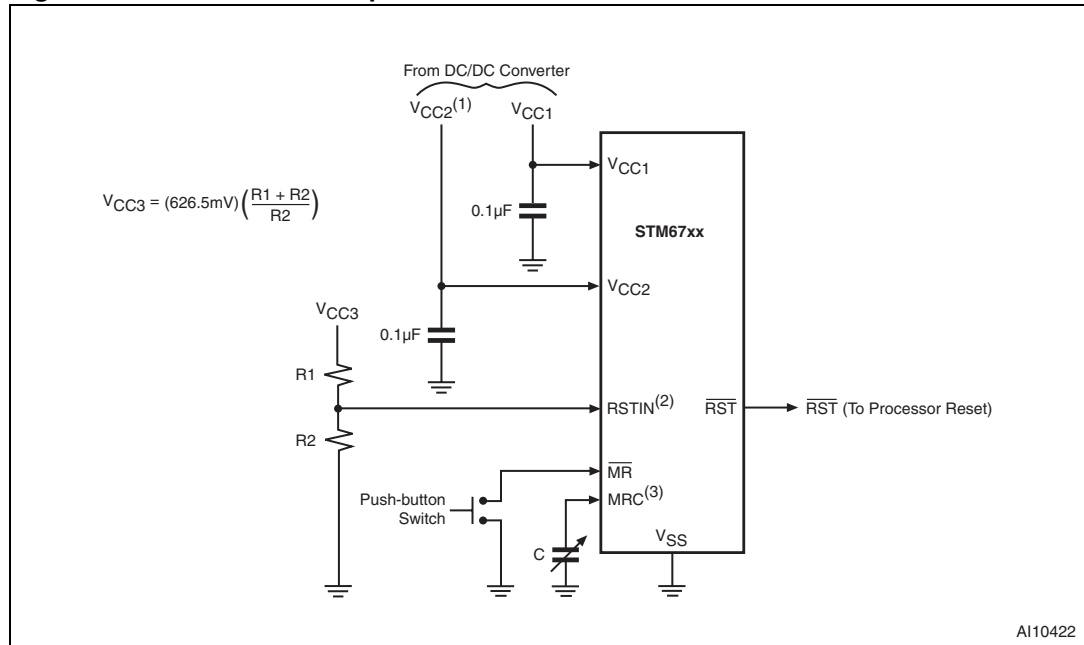 From DC/DC Converter
VCC2(1)
VCC1
VCC1
0.1µF
STM67xx
VCC3 = (626.5mV) (R1 + R2 / R2)
VCC2
VCC3
0.1µF
R1
RSTIN(2)
RST
RST (To Processor Reset)
R2
MR
Push-button
Switch
MRC(3)
C
VSS
AI10422